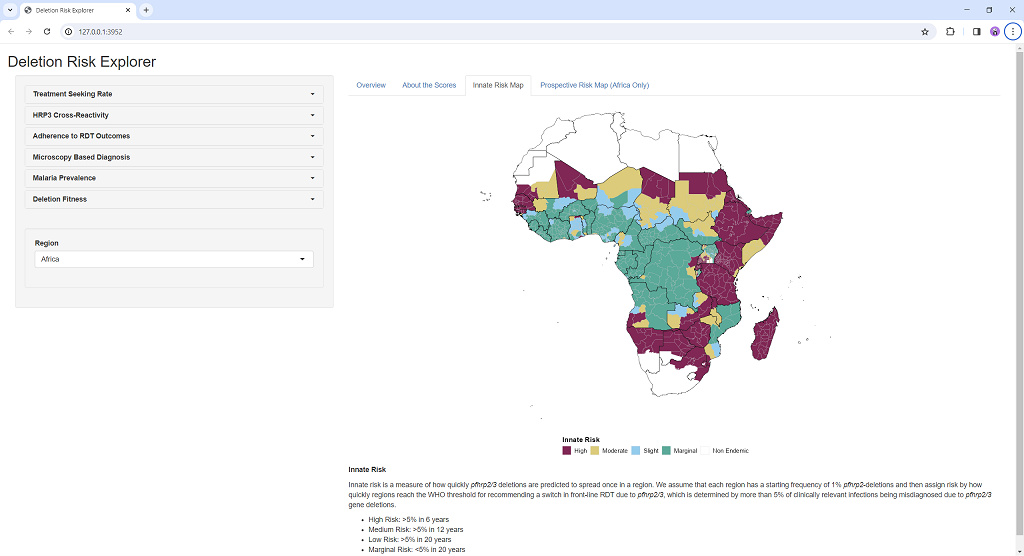 Deletion Risk Explorer
127.0.0.1:3952
Deletion Risk Explorer
Treatment Seeking Rate
HRP3 Cross-Reactivity
Adherence to RDT Outcomes
Microscopy Based Diagnosis
Malaria Prevalence
Deletion Fitness
Region
Africa
Overview About the Scores Innate Risk Map Prospective Risk Map (Africa Only)
Innate Risk
High Moderate Slight Marginal Non Endemic
Innate Risk
Innate risk is a measure of how quickly pfhrp2/3 deletions are predicted to spread once in a region. We assume that each region has a starting frequency of 1% pfhrp2-deletions and then assign risk by how
quickly regions reach the WHO threshold for recommending a switch in front-line RDT due to pfhrp2/3, which is determined by more than 5% of clinically relevant infections being misdiagnosed due to pfhrp2/3
gene deletions.
• High Risk: >5% in 6 years
• Medium Risk: >5% in 12 years
• Low Risk: >5% in 20 years
• Marginal Risk: <5% in 20 years